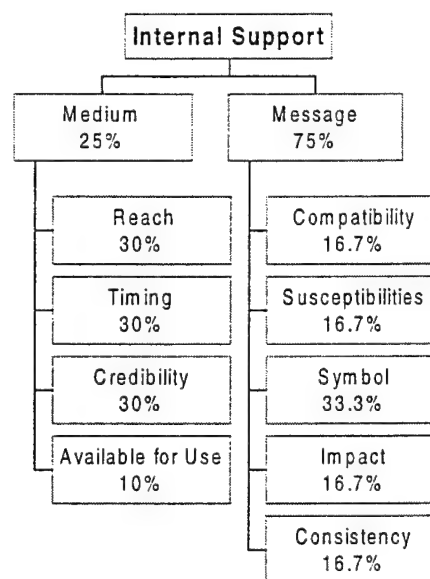 Internal Support
Medium
25%
Message
75%
Reach
30%
Timing
30%
Credibility
30%
Available for Use
10%
Compatibility
16.7%
Susceptibilities
16.7%
Symbol
33.3%
Impact
16.7%
Consistency
16.7%